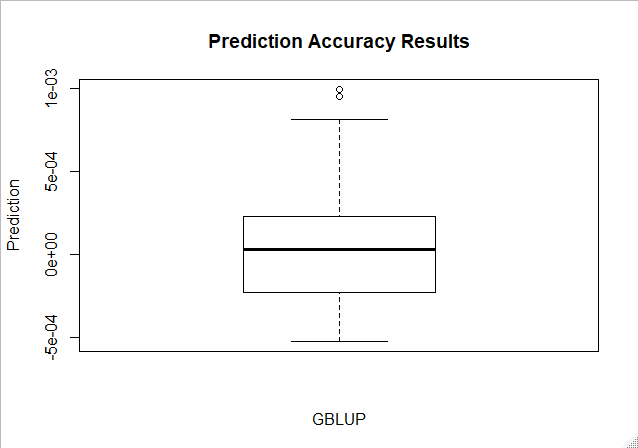 Prediction Accuracy Results
1e-03
5e-04
0e+00
-5e-04
Prediction
GBLUP